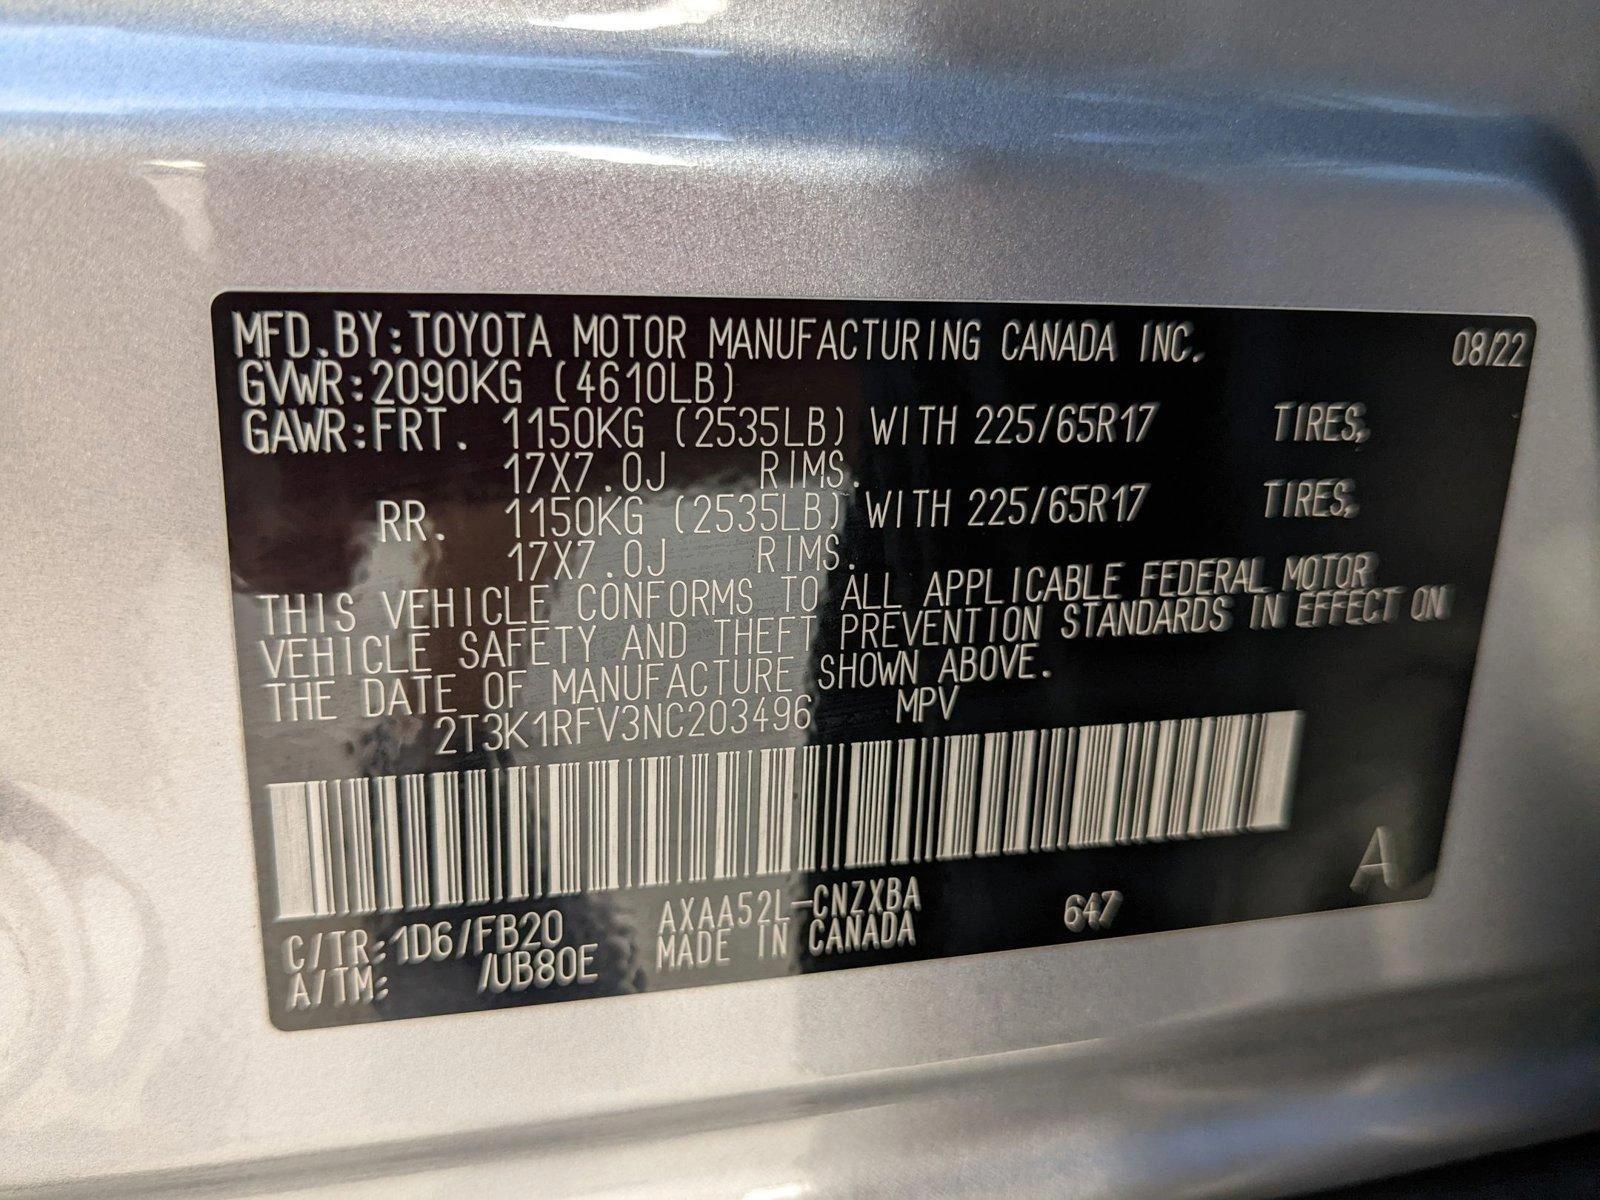 MFD.BY:TOYOTA MOTOR MANUFACTURING CANADA INC. 08/22
GVWR:2090KG (4610LB)
GAWR:FRT. 1150KG (2535LB) WITH 225/65R17 TIRES,
17X7.0J RIMS.
RR. 1150KG (2535LB) WITH 225/65R17 TIRES,
17X7.0J RIMS.
THIS VEHICLE CONFORMS TO ALL APPLICABLE FEDERAL MOTOR
VEHICLE SAFETY AND THEFT PREVENTION STANDARDS IN EFFECT ON
THE DATE OF MANUFACTURE SHOWN ABOVE.
2T3K1RFV3NC203496 MPV
A
C/TR:1D6/FB20 AXAA52L-CNZXBA 647
A/TM: /UB80E MADE IN CANADA